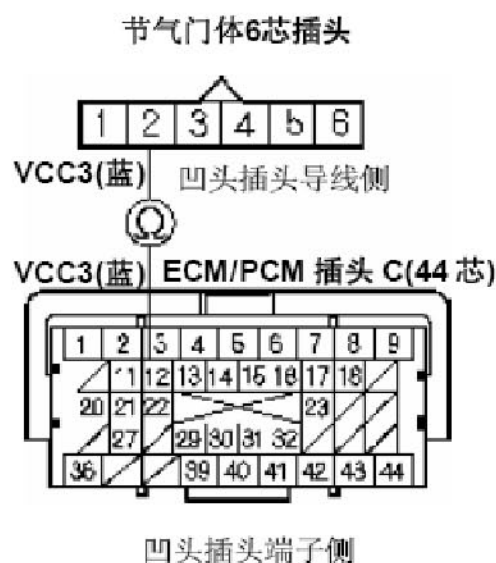 节气门体6芯插头
1 2 3 4 5 6
VCC3(蓝) 凹头插头导线侧
Ω
VCC3(蓝) ECM/PCM 插头 C(44 芯)
1 2 3 4 5 6 7 8 9
11 12 13 14 15 16 17 18
20 21 22 23
27 29 30 31 32
36 39 40 41 42 43 44
凹头插头端子侧